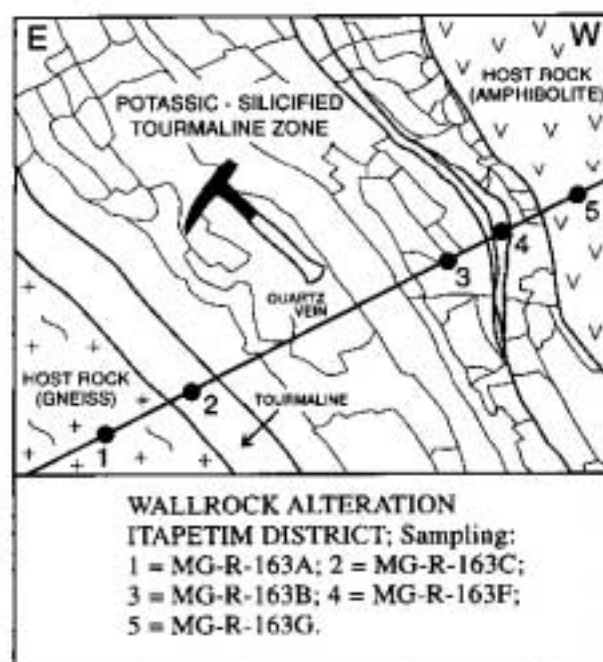 E
W
HOST ROCK
(AMPHIBOLITE)
POTASSIC - SILICIFIED
TOURMALINE ZONE
5
4
3
QUARTZ
VEIN
HOST ROCK
(GNEISS)
2
TOURMALINE
1
WALLROCK ALTERATION
ITAPETIM DISTRICT; Sampling:
1 = MG-R-163A; 2 = MG-R-163C;
3 = MG-R-163B; 4 = MG-R-163F;
5 = MG-R-163G.